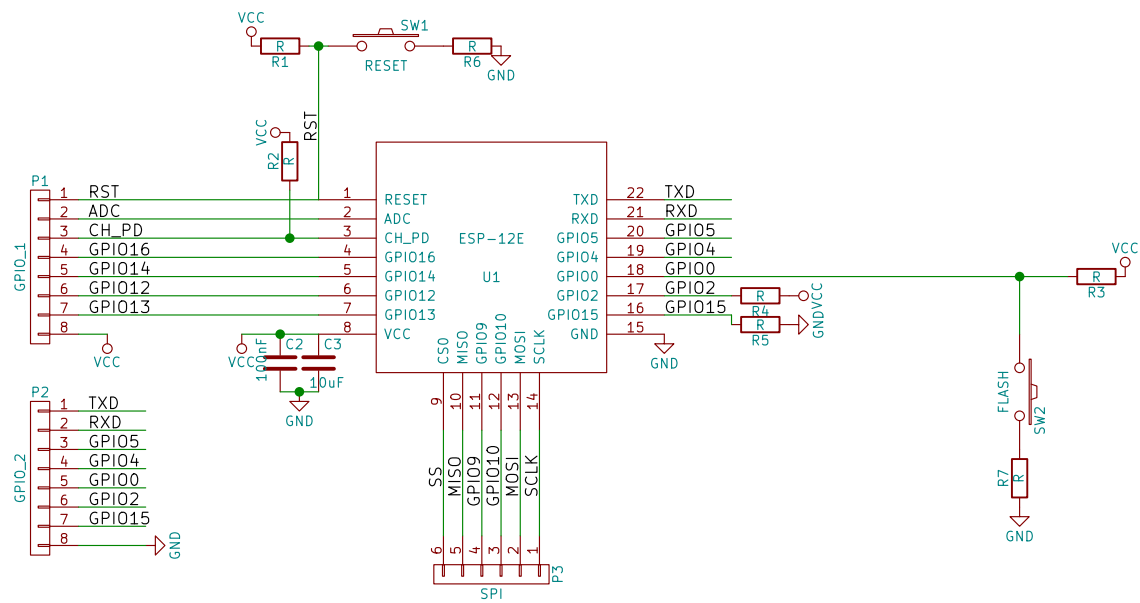 VCC
R
R1
SW1
RESET
R
R6
GND
VCC
R2
R
RST
P1
GPIO_1
1 RST
2 ADC
3 CH_PD
4 GPIO16
5 GPIO14
6 GPIO12
7 GPIO13
8
VCC
1 RESET
2 ADC
3 CH_PD
4 GPIO16
5 GPIO14
6 GPIO12
7 GPIO13
8 VCC
ESP-12E
U1
TXD 22 TXD
RXD 21 RXD
GPIO5 20 GPIO5
GPIO4 19 GPIO4
GPIO0 18 GPIO0
GPIO2 17 GPIO2
GPIO15 16 GPIO15
GND 15
GND
R
R4
VCC
R
R5
GND
VCC
R
R3
FLASH
SW2
R7
R
GND
VCC
100nF
C2
C3
10uF
GND
CS0
MISO
GPIO9
GPIO10
MOSI
SCLK
9
10
11
12
13
14
SS
MISO
GPIO9
GPIO10
MOSI
SCLK
6
5
4
3
2
1
P3
SPI
P2
GPIO_2
1 TXD
2 RXD
3 GPIO5
4 GPIO4
5 GPIO0
6 GPIO2
7 GPIO15
8
GND